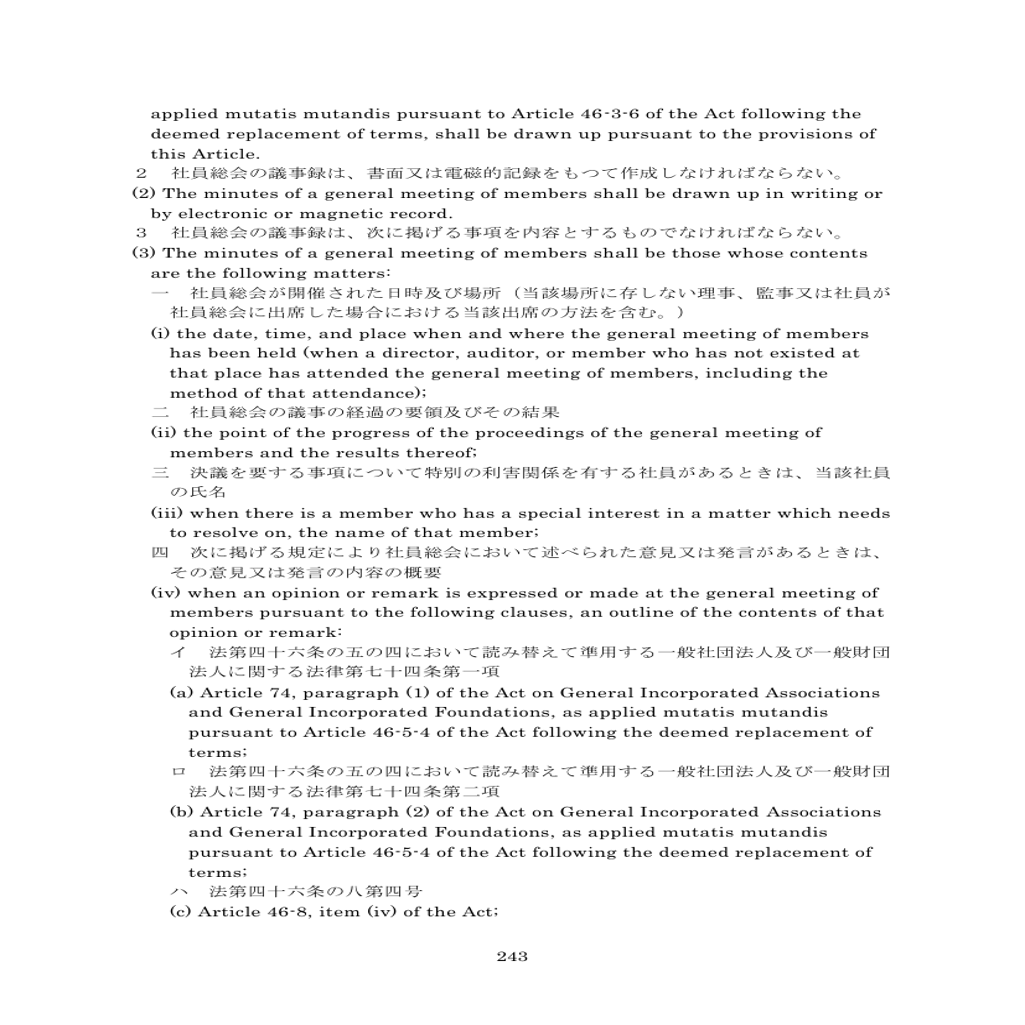 applied mutatis mutandis pursuant to Article 46-3-6 of the Act following the
deemed replacement of terms, shall be drawn up pursuant to the provisions of
this Article.
２　社員総会の議事録は、書面又は電磁的記録をもつて作成しなければならない。
(2) The minutes of a general meeting of members shall be drawn up in writing or
by electronic or magnetic record.
３　社員総会の議事録は、次に掲げる事項を内容とするものでなければならない。
(3) The minutes of a general meeting of members shall be those whose contents
are the following matters:
一　社員総会が開催された日時及び場所（当該場所に存しない理事、監事又は社員が
社員総会に出席した場合における当該出席の方法を含む。）
(i) the date, time, and place when and where the general meeting of members
has been held (when a director, auditor, or member who has not existed at
that place has attended the general meeting of members, including the
method of that attendance);
二　社員総会の議事の経過の要領及びその結果
(ii) the point of the progress of the proceedings of the general meeting of
members and the results thereof;
三　決議を要する事項について特別の利害関係を有する社員があるときは、当該社員
の氏名
(iii) when there is a member who has a special interest in a matter which needs
to resolve on, the name of that member;
四　次に掲げる規定により社員総会において述べられた意見又は発言があるときは、
その意見又は発言の内容の概要
(iv) when an opinion or remark is expressed or made at the general meeting of
members pursuant to the following clauses, an outline of the contents of that
opinion or remark:
イ　法第四十六条の五の四において読み替えて準用する一般社団法人及び一般財団
法人に関する法律第七十四条第一項
(a) Article 74, paragraph (1) of the Act on General Incorporated Associations
and General Incorporated Foundations, as applied mutatis mutandis
pursuant to Article 46-5-4 of the Act following the deemed replacement of
terms;
ロ　法第四十六条の五の四において読み替えて準用する一般社団法人及び一般財団
法人に関する法律第七十四条第二項
(b) Article 74, paragraph (2) of the Act on General Incorporated Associations
and General Incorporated Foundations, as applied mutatis mutandis
pursuant to Article 46-5-4 of the Act following the deemed replacement of
terms;
ハ　法第四十六条の八第四号
(c) Article 46-8, item (iv) of the Act;
243